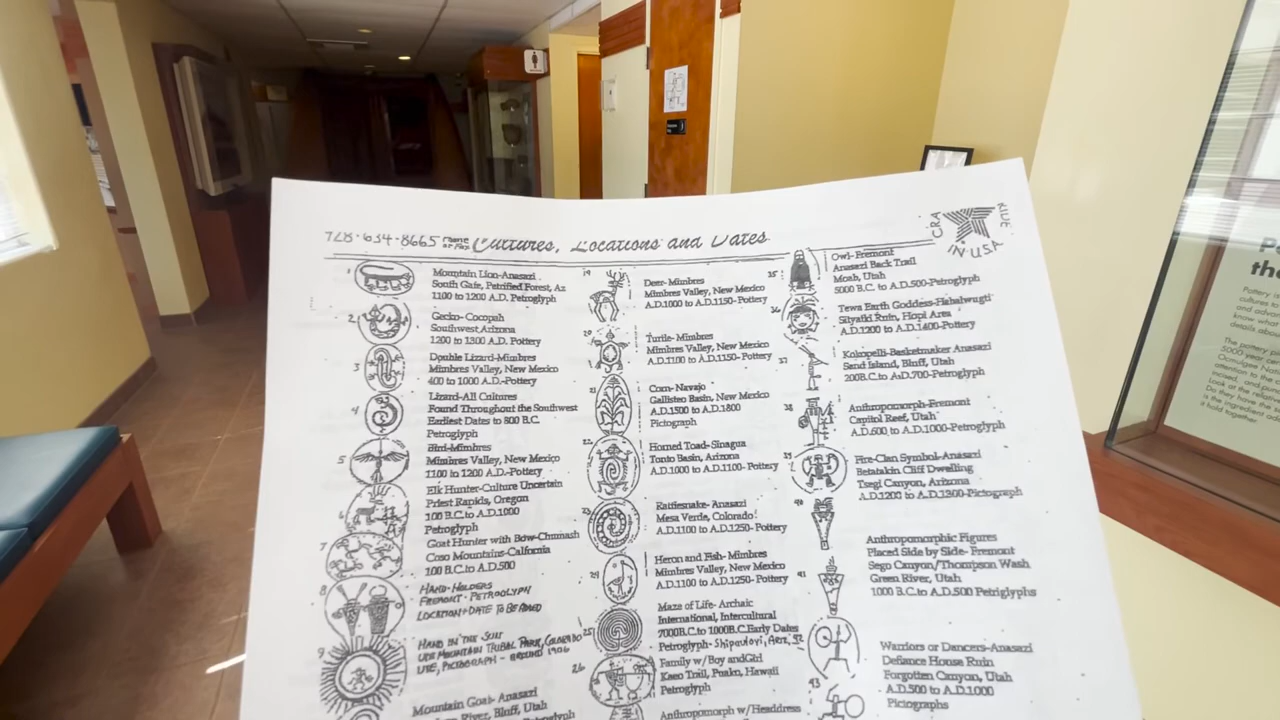 728-634-8665 Phone or Fax Cultures, Locations and Dates
CRA
IN USA
1
Mountain Lion-Anasazi
South Gate, Petrified Forest, Az
1100 to 1200 A.D. Petroglyph
2
Gecko- Cocopah
Southwest Arizona
1200 to 1300 A.D. Pottery
3
Double Lizard-Mimbres
Mimbres Valley, New Mexico
400 to 1000 A.D.-Pottery
4
Lizard-All Cultures
Found Throughout the Southwest
Earliest Dates to 800 B.C.
Petroglyph
5
Bird-Mimbres
Mimbres Valley, New Mexico
1100 to 1200 A.D.-Pottery
6
Elk Hunter-Culture Uncertain
Priest Rapids, Oregon
100 B.C.to A.D.1000
Petroglyph
7
Goat Hunter with Bow-Chumash
Coso Mountains-California
100 B.C.to A.D.500
8
HAND-HOLDERS
FREMONT-PETROGLYPH
LOCATION+DATE TO BE ADDED
9
HAND IN THE SUN
UTE MOUNTAIN TRIBAL PARK, COLORADO
UTE, PICTOGRAPH - AROUND 1906
Mountain Goat- Anasazi
River, Bluff, Utah
Petroglyph
19
Deer-Mimbres
Mimbres Valley, New Mexico
A.D.1000 to A.D.1150-Pottery
20
Turtle- Mimbres
Mimbres Valley, New Mexico
A.D.1100 to A.D.1150- Pottery
21
Corn-Navajo
Gallisteo Basin, New Mexico
A.D.1500 to A.D.1800
Pictograph
22
Horned Toad-Sinagua
Tonto Basin, Arizona
A.D.1000 to A.D.1100- Pottery
23
Rattlesnake- Anasazi
Mesa Verde, Colorado
A.D.1100 to A.D.1250- Pottery
24
Heron and Fish- Mimbres
Mimbres Valley, New Mexico
A.D.1100 to A.D.1250- Pottery
25
Maze of Life- Archaic
International, Intercultural
7000B.C.to 1000B.C.Early Dates
Petroglyph- Shipaulovi, Ariz.
26
Family w/Boy andGirl
Kaeo Trail, Puako, Hawaii
Petroglyph
Anthropomorph w/Headdress
35
Owl-Fremont
Anasazi Back Trail
Moab, Utah
5000 B.C. to A.D.500-Petroglyph
36
Tewa Earth Goddess-Hahaiwugti
Silyatki Ruin, Hopi Area
A.D.1200 to A.D.1400-Pottery
37
Kokopelli-Basketmaker Anasazi
Sand Island, Bluff, Utah
200B.C.to A.D.700-Petroglyph
38
Anthropomorph-Fremont
Capitol Reef, Utah
A.D.600 to A.D.1000-Petroglyph
39
Fire-Clan Symbol-Anasazi
Betatakin Cliff Dwelling
Tsegi Canyon, Arizona
A.D.1200 to A.D.1300-Pictograph
40
Anthropomorphic Figures
Placed Side by Side- Fremont
Sego Canyon/Thompson Wash
Green River, Utah
1000 B.C.to A.D.500 Petriglyphs
41
42
Warriors or Dancers-Anasazi
Defiance House Ruin
Forgotten Canyon, Utah
A.D.500 to A.D.1000
Pictographs
43